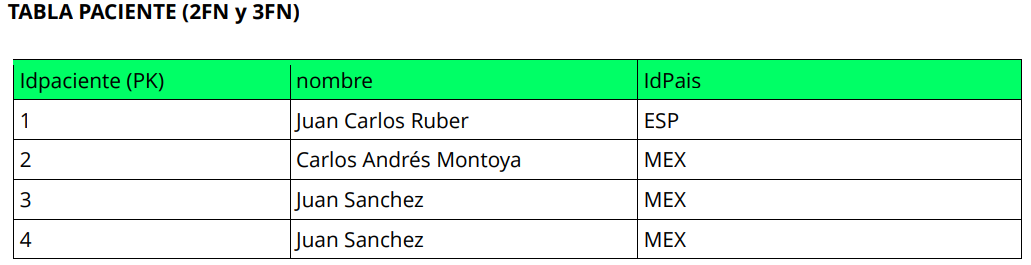 TABLA PACIENTE (2FN y 3FN)
Idpaciente (PK) nombre IdPais
1 Juan Carlos Ruber ESP
2 Carlos Andrés Montoya MEX
3 Juan Sanchez MEX
4 Juan Sanchez MEX